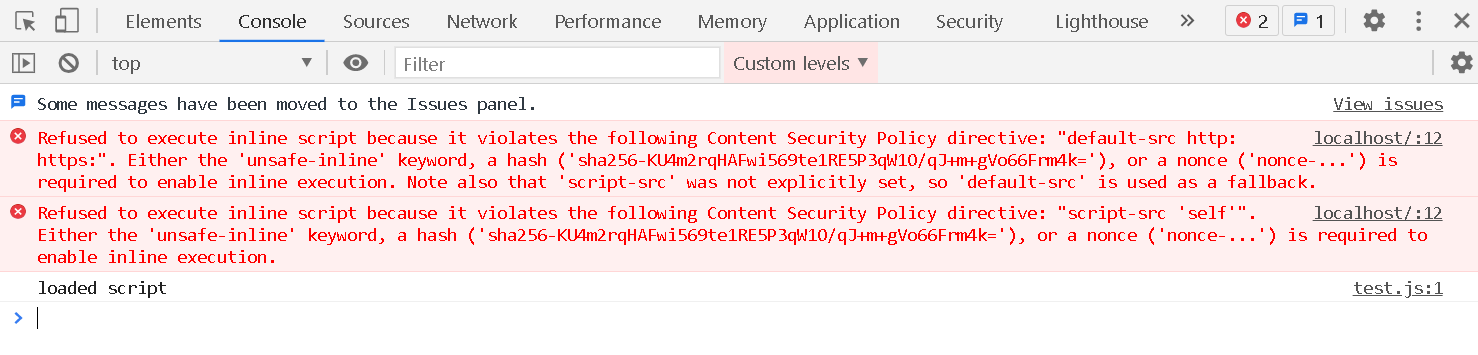 Elements Console Sources Network Performance Memory Application Security Lighthouse » 2 1
top Filter Custom levels
Some messages have been moved to the Issues panel. View issues
Refused to execute inline script because it violates the following Content Security Policy directive: "default-src http: localhost/:12
https:". Either the 'unsafe-inline' keyword, a hash ('sha256-KU4m2rqHAFwi569te1RE5P3qW1O/qJ+m+gVo66Frm4k='), or a nonce ('nonce-...') is
required to enable inline execution. Note also that 'script-src' was not explicitly set, so 'default-src' is used as a fallback.
Refused to execute inline script because it violates the following Content Security Policy directive: "script-src 'self'". localhost/:12
Either the 'unsafe-inline' keyword, a hash ('sha256-KU4m2rqHAFwi569te1RE5P3qW1O/qJ+m+gVo66Frm4k='), or a nonce ('nonce-...') is required to
enable inline execution.
loaded script test.js:1